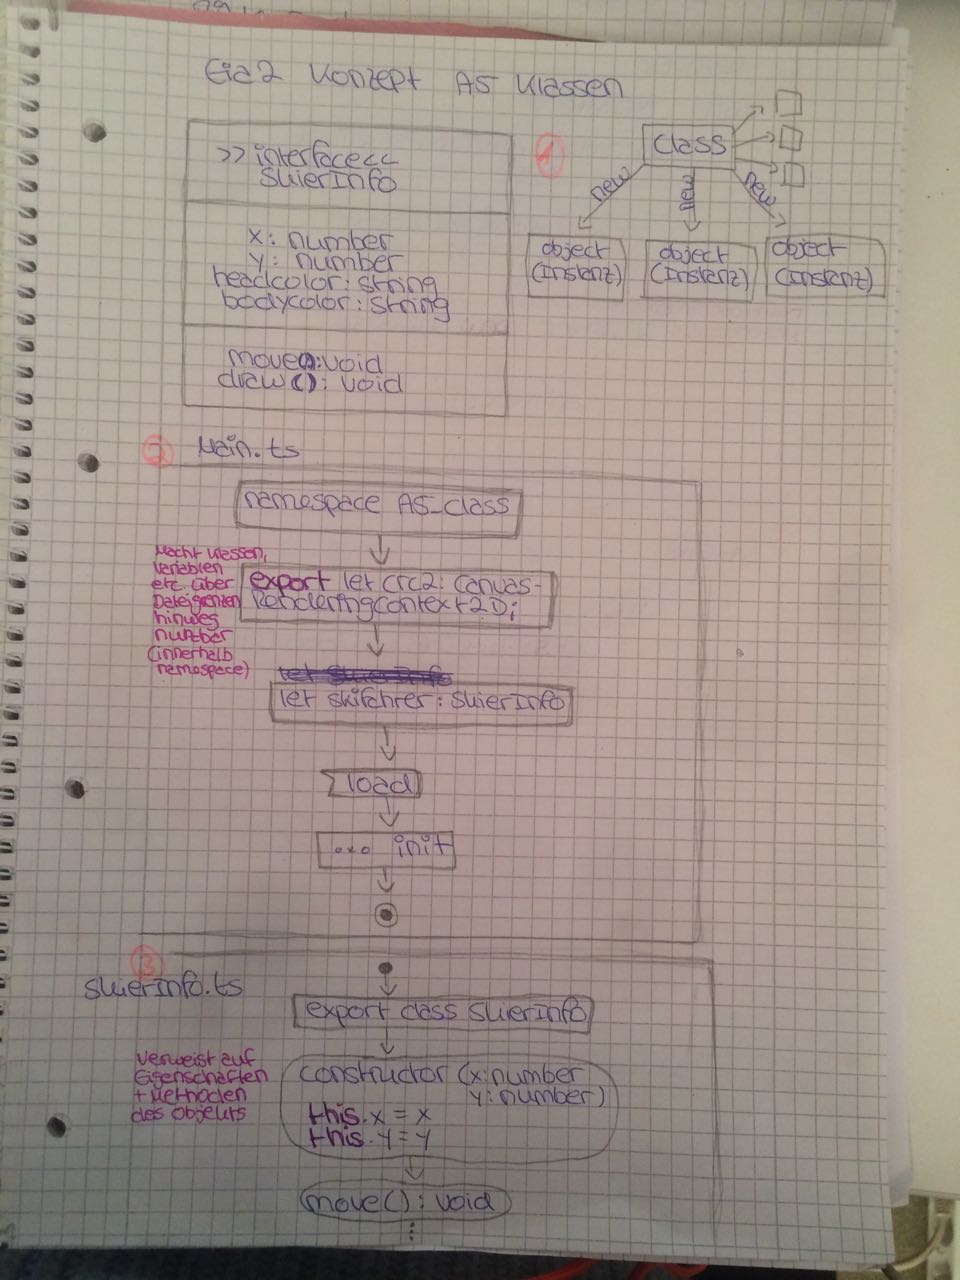 Eia2 Konzept A5 Klassen
>> interface<<
SkierInfo
x: number
y: number
headcolor: string
bodycolor: string
move(): void
draw(): void
1
class
new
new
new
object
(Instanz)
object
(Instanz)
object
(Instanz)
2
Main.ts
namespace A5_class
Macht Klassen,
Variablen
etc. über
Dateigrenzen
hinweg
nutzbar
(innerhalb
namespace)
export let crc2: Canvas-
RenderingContext2D;
let SkierInfo
let skifahrer: SkierInfo
load
... init
3
SkierInfo.ts
export class SkierInfo
Verweist auf
Eigenschaften
+ Methoden
des Objekts
constructor (x:number
y:number)
this.x = x
this.y = y
move(): void
⋮